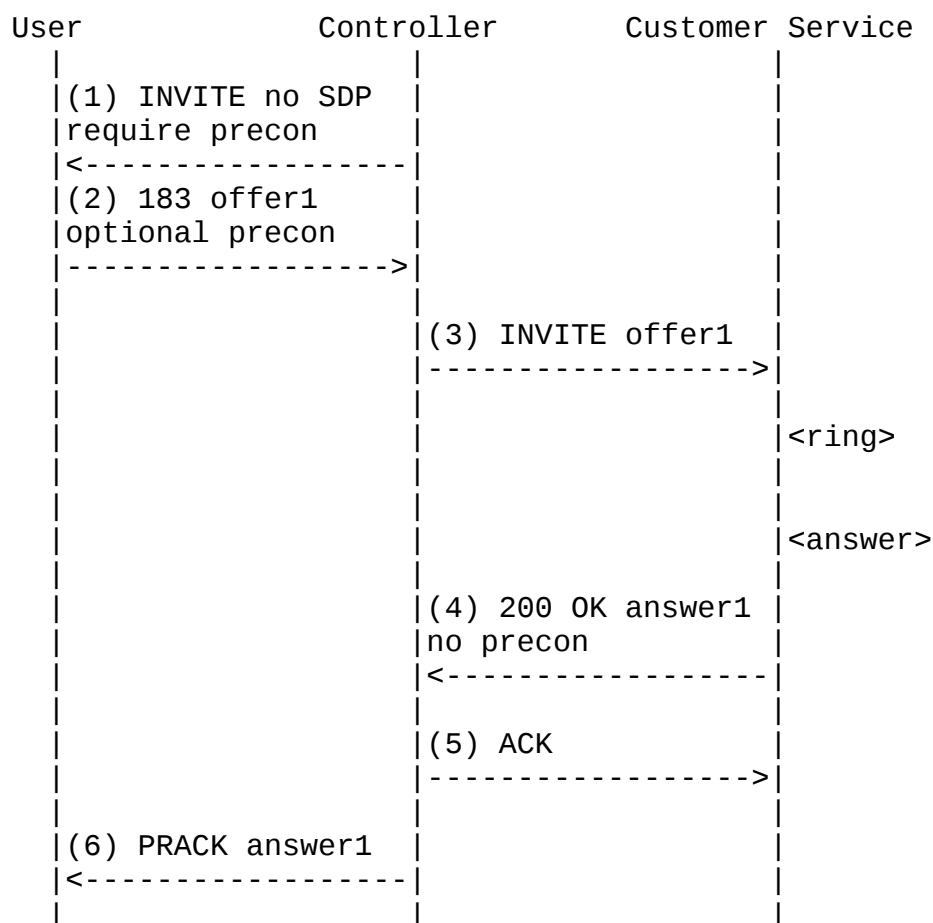 User Controller Customer Service
(1) INVITE no SDP
require precon
(2) 183 offer1
optional precon
(3) INVITE offer1
<ring>
<answer>
(4) 200 OK answer1
no precon
(5) ACK
(6) PRACK answer1